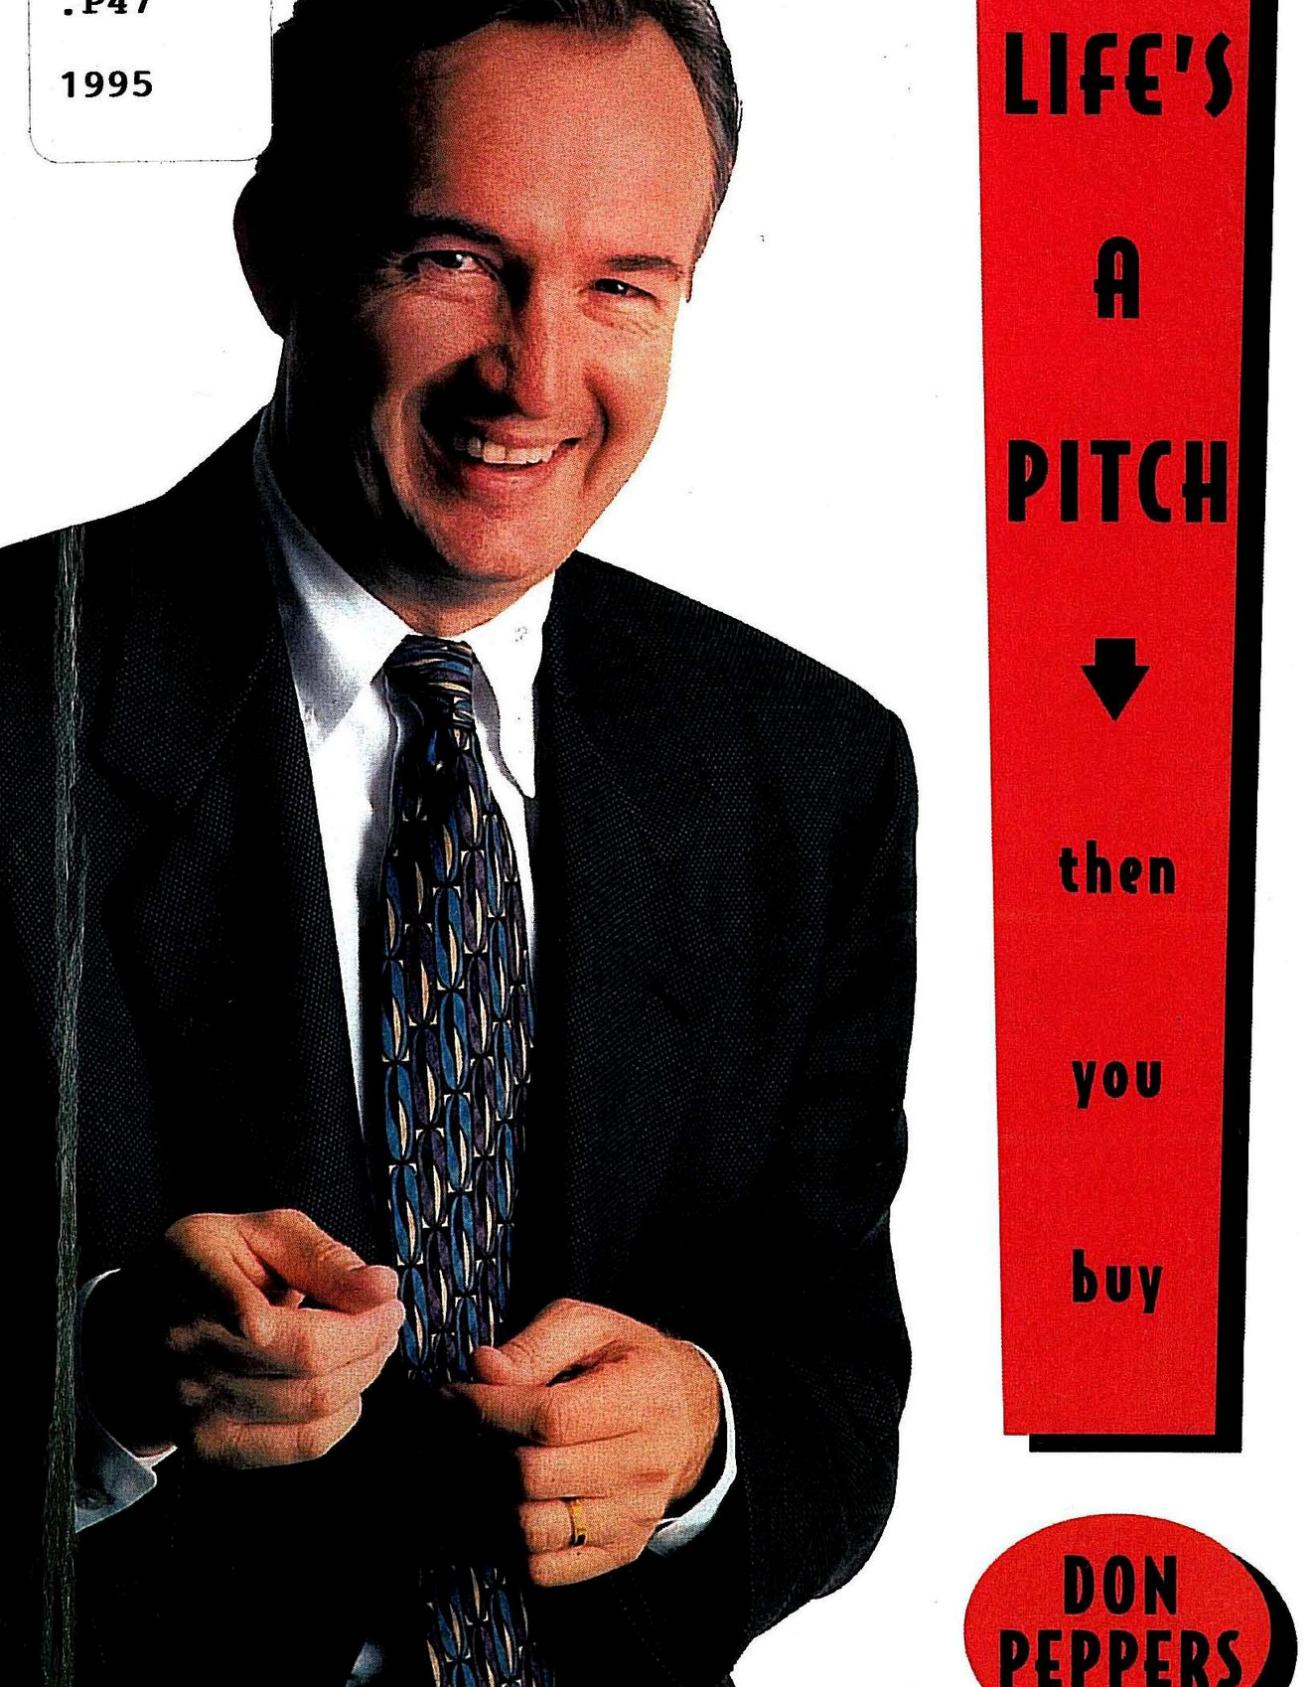 .P47
1995
LIFE'S
A
PITCH
then
you
buy
DON
PEPPERS